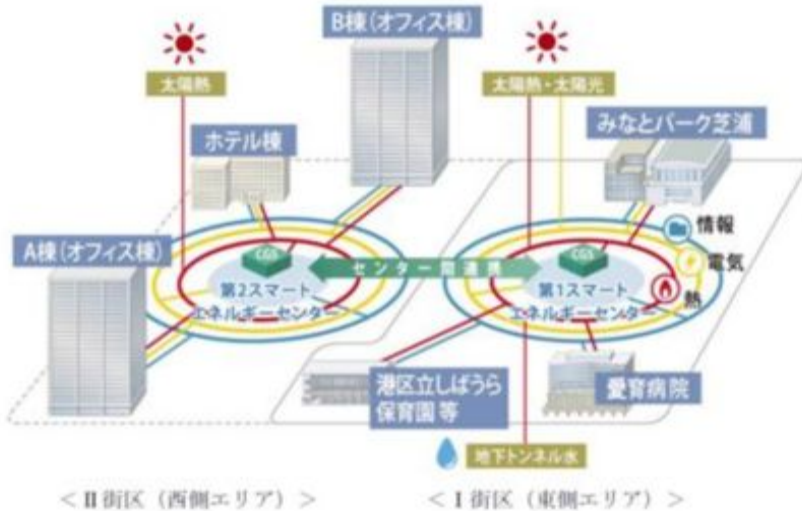 B棟(オフィス棟)
太陽熱
太陽熱・太陽光
ホテル棟
みなとパーク芝浦
A棟(オフィス棟)
情報
電気
熱
CGS
CGS
センター間連携
第2スマート
エネルギーセンター
第1スマート
エネルギーセンター
港区立しばうら
保育園等
愛育病院
地下トンネル水
<Ⅱ街区(西側エリア)>
<Ⅰ街区(東側エリア)>